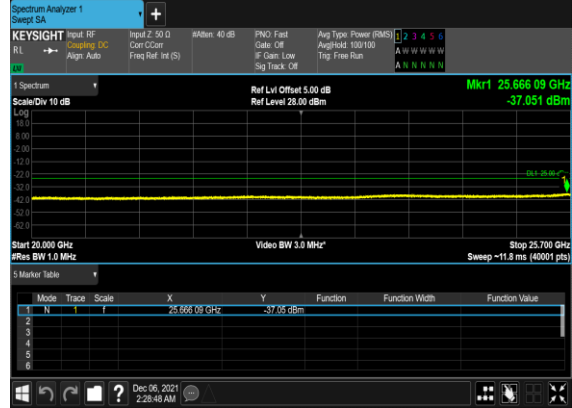 Spectrum Analyzer 1
Swept SA
+
KEYSIGHT Input: RF Input Z: 50 Ω #Atten: 40 dB PNO: Fast Avg Type: Power (RMS) 1 2 3 4 5 6
RL Coupling: DC Corr CCorr Gate: Off Avg|Hold: 100/100 A W W W W W
Align: Auto Freq Ref: Int (S) IF Gain: Low Trig: Free Run
Sig Track: Off A N N N N N
1 Spectrum
Ref Lvl Offset 5.00 dB Mkr1 25.666 09 GHz
Scale/Div 10 dB Ref Level 28.00 dBm -37.051 dBm
Log
18.0
8.00
-2.00
-12.0
-22.0 DL1 -25.00
-32.0
-42.0
-52.0
-62.0
Start 20.000 GHz Video BW 3.0 MHz* Stop 25.700 GHz
#Res BW 1.0 MHz Sweep ~11.8 ms (40001 pts)
5 Marker Table
Mode Trace Scale X Y Function Function Width Function Value
1 N 1 f 25.666 09 GHz -37.05 dBm
2
3
4
5
6
? Dec 06, 2021
2:28:48 AM